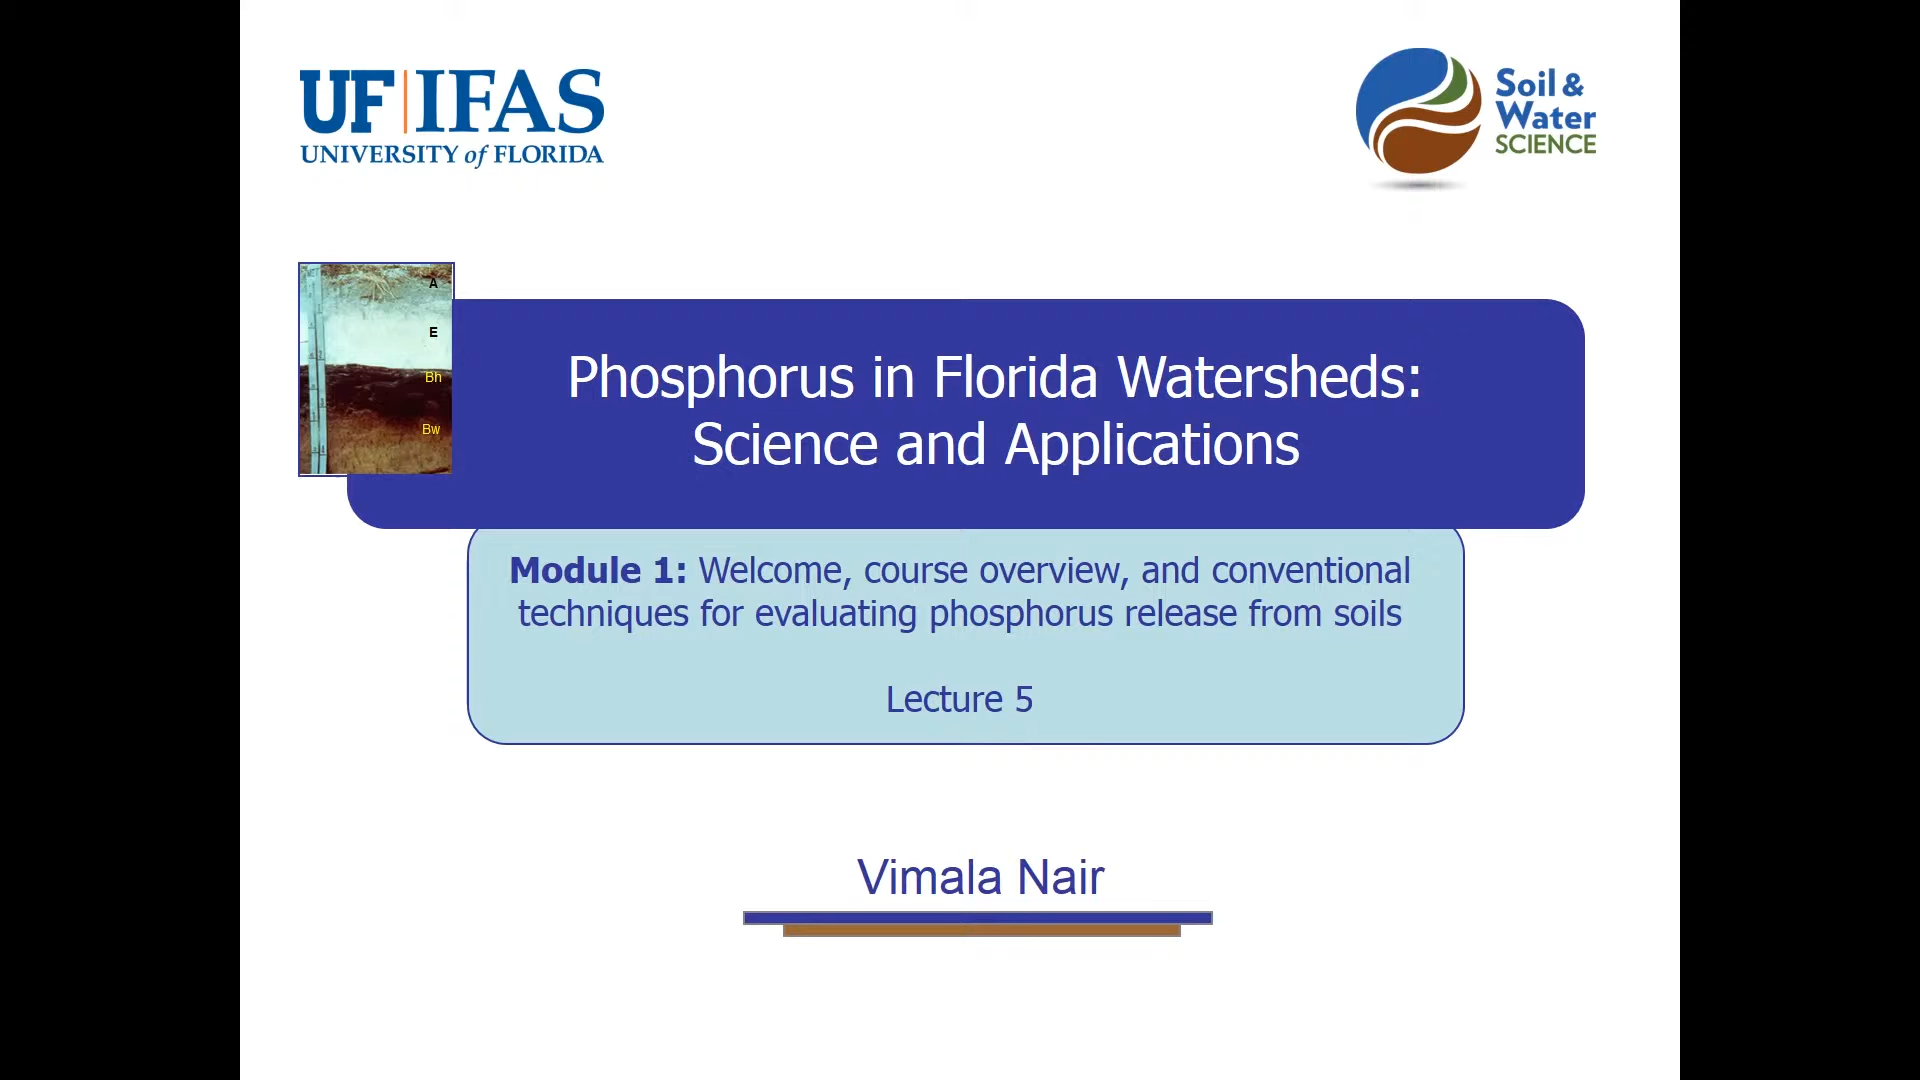 UF|IFAS
UNIVERSITY of FLORIDA
Soil &
Water
SCIENCE
A
E
Bh
Bw
Phosphorus in Florida Watersheds:
Science and Applications
Module 1: Welcome, course overview, and conventional
techniques for evaluating phosphorus release from soils
Lecture 5
Vimala Nair